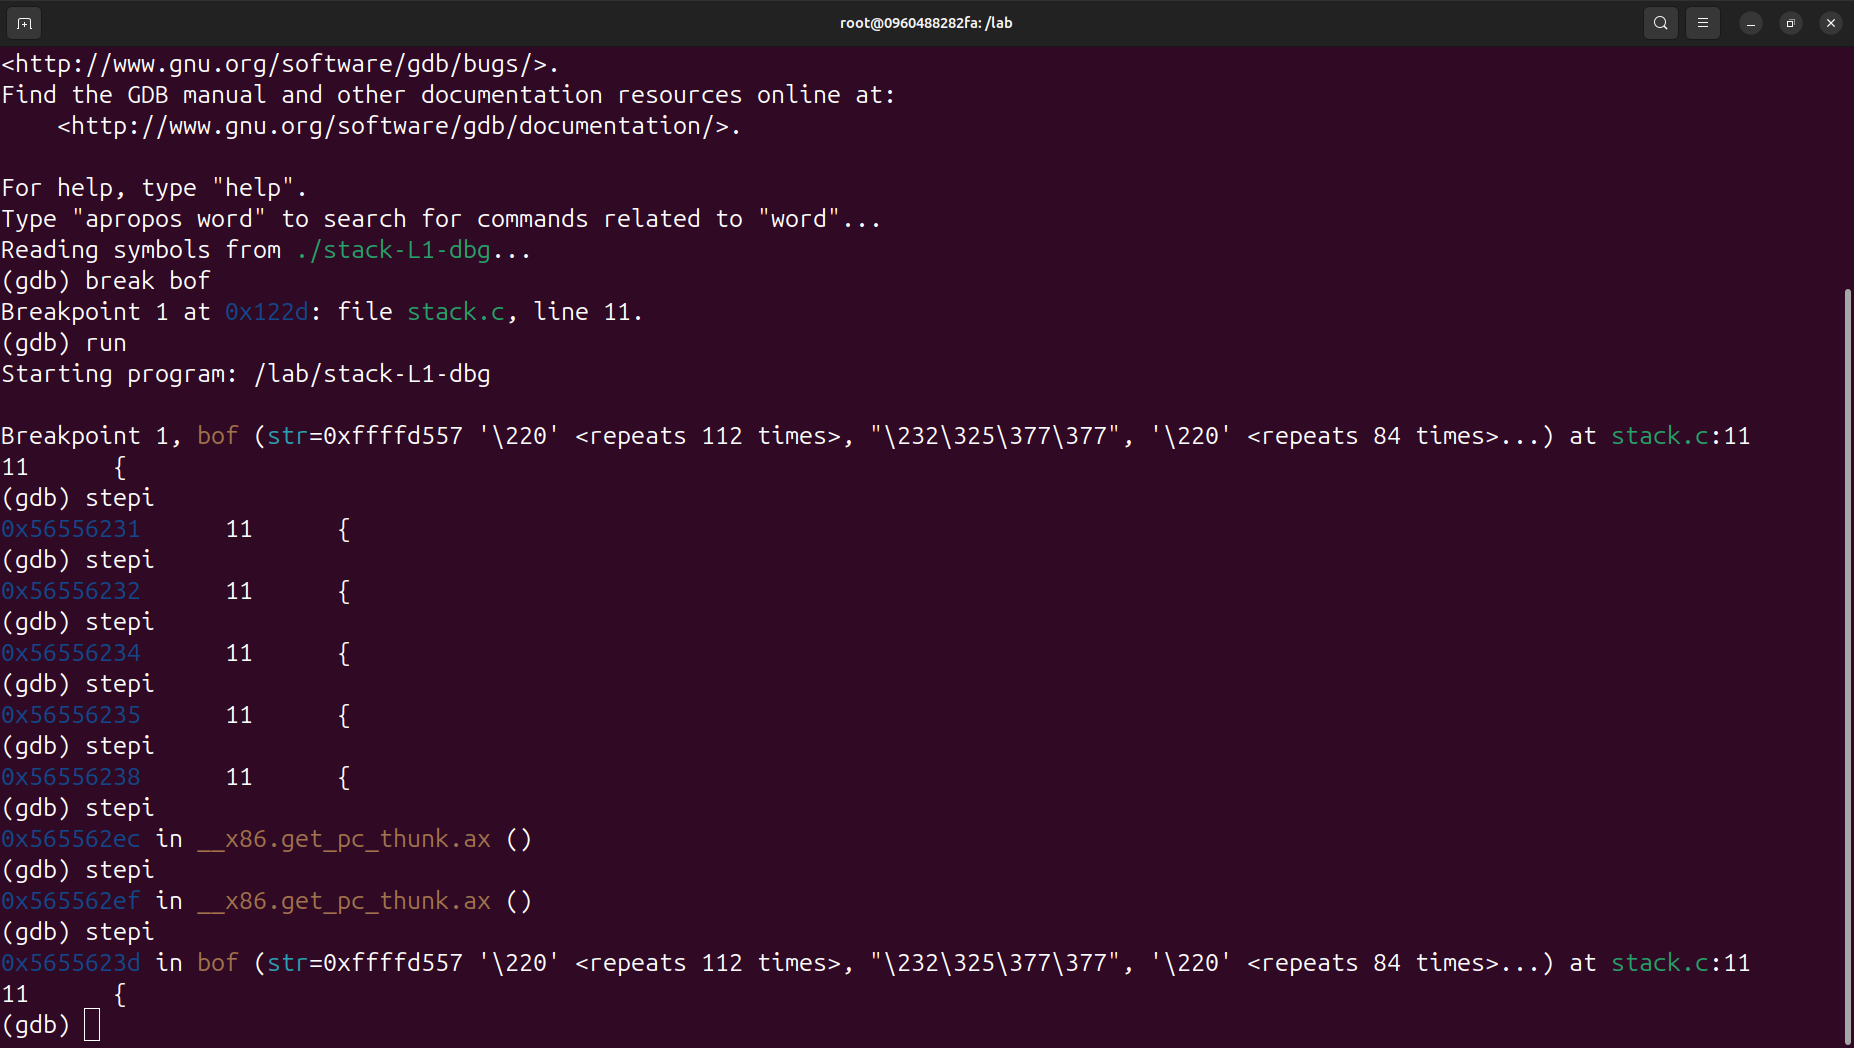 root@0960488282fa: /lab
<http://www.gnu.org/software/gdb/bugs/>.
Find the GDB manual and other documentation resources online at:
    <http://www.gnu.org/software/gdb/documentation/>.

For help, type "help".
Type "apropos word" to search for commands related to "word"...
Reading symbols from ./stack-L1-dbg...
(gdb) break bof
Breakpoint 1 at 0x122d: file stack.c, line 11.
(gdb) run
Starting program: /lab/stack-L1-dbg

Breakpoint 1, bof (str=0xffffd557 '\220' <repeats 112 times>, "\232\325\377\377", '\220' <repeats 84 times>...) at stack.c:11
11      {
(gdb) stepi
0x56556231      11      {
(gdb) stepi
0x56556232      11      {
(gdb) stepi
0x56556234      11      {
(gdb) stepi
0x56556235      11      {
(gdb) stepi
0x56556238      11      {
(gdb) stepi
0x565562ec in __x86.get_pc_thunk.ax ()
(gdb) stepi
0x565562ef in __x86.get_pc_thunk.ax ()
(gdb) stepi
0x5655623d in bof (str=0xffffd557 '\220' <repeats 112 times>, "\232\325\377\377", '\220' <repeats 84 times>...) at stack.c:11
11      {
(gdb)